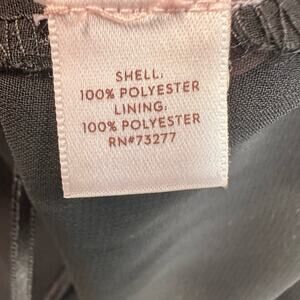 SHELL:
100% POLYESTER
LINING:
100% POLYESTER
RN#73277